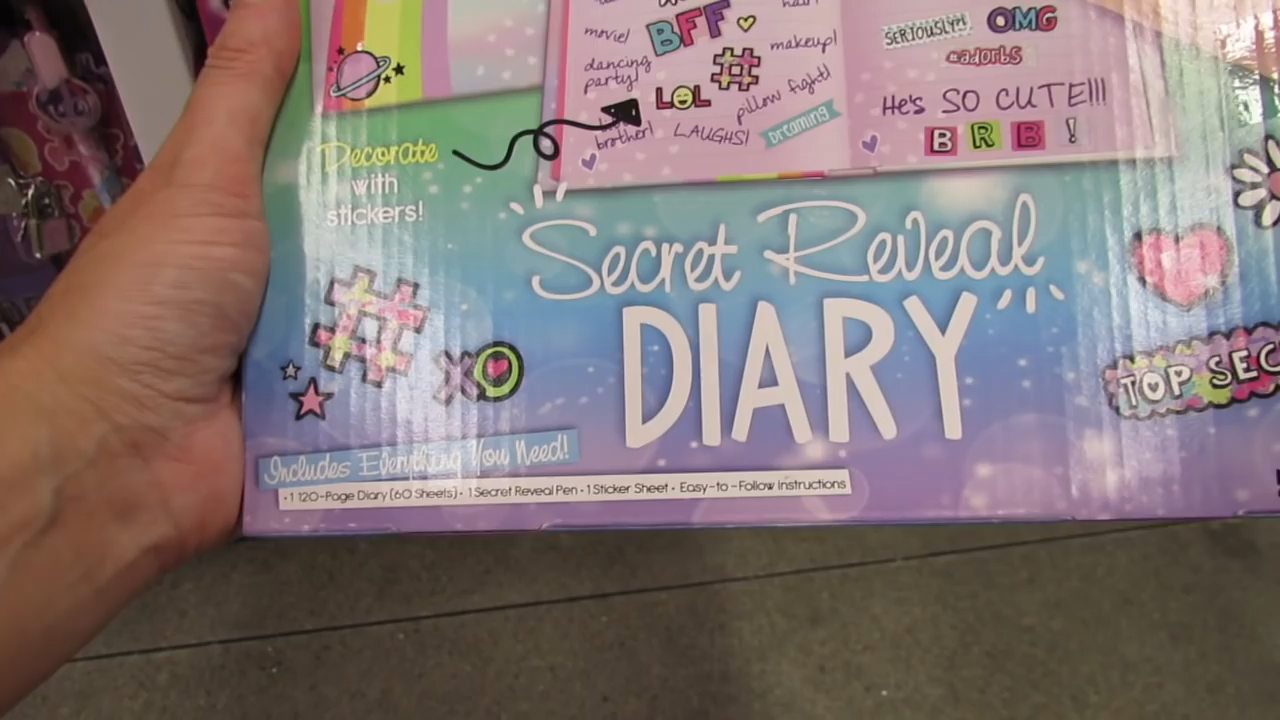 BFF
movie!
makeup!
dancing
party!
#
LOL
pillow fight!
brother!
LAUGHS!
Dreaming
SERIOUSLY?!
OMG
#adorbs
He's SO CUTE!!!
BRB!
Decorate
with
stickers!
Secret Reveal
DIARY
#
XO
TOP SEC
Includes Everything You Need!
• 1 120-Page Diary (60 Sheets) • 1 Secret Reveal Pen • 1 Sticker Sheet • Easy-to-Follow Instructions